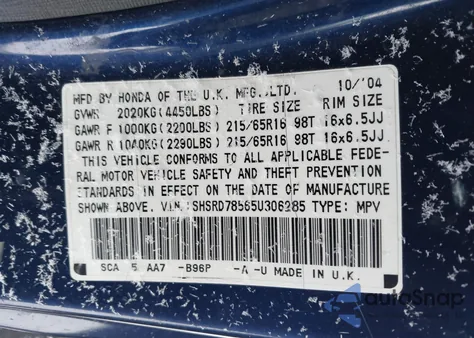 MFD BY HONDA OF THE U.K. MFG.,LTD. 10/'04
GVWR 2020KG(4450LBS) TIRE SIZE RIM SIZE
GAWR F 1000KG(2200LBS) 215/65R16 98T 16x6.5JJ
GAWR R 1040KG(2290LBS) 215/65R16 98T 16x6.5JJ
THIS VEHICLE CONFORMS TO ALL APPLICABLE FEDE-
RAL MOTOR VEHICLE SAFETY AND THEFT PREVENTION
STANDARDS IN EFFECT ON THE DATE OF MANUFACTURE
SHOWN ABOVE. VIN:SHSRD78565U306285 TYPE: MPV
SCA 5 AA7 -B96P -A -U MADE IN U.K.
autoSnap